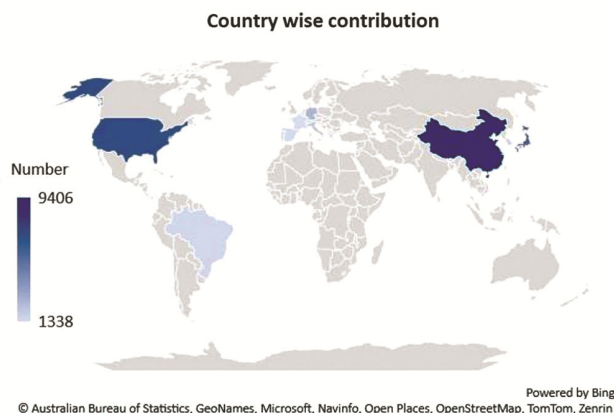 Country wise contribution
Number
9406
1338
Powered by Bing
© Australian Bureau of Statistics, GeoNames, Microsoft, Navinfo, Open Places, OpenStreetMap, TomTom, Zenrin